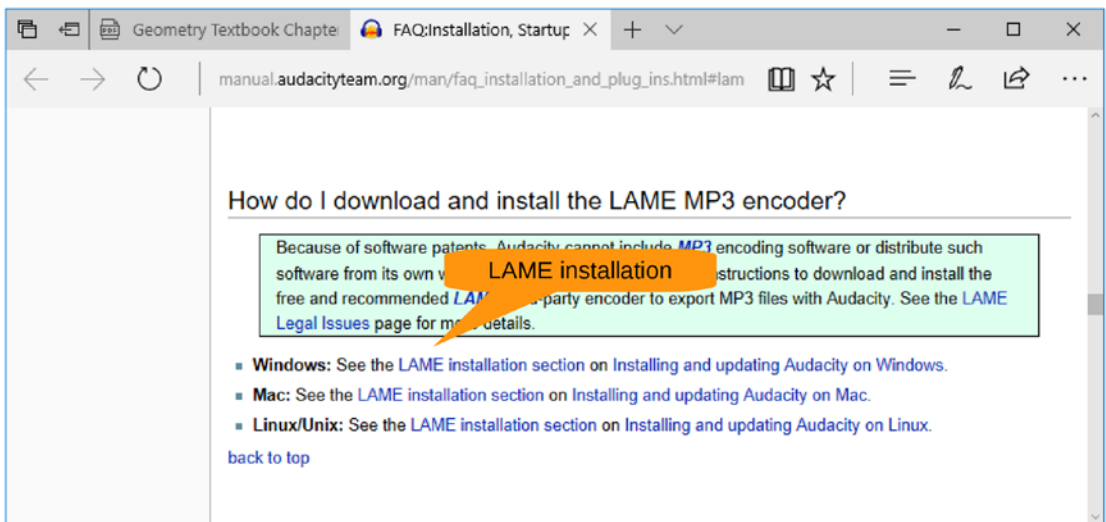 Geometry Textbook Chapte
FAQ:Installation, Startup
manual.audacityteam.org/man/faq_installation_and_plug_ins.html#lam
How do I download and install the LAME MP3 encoder?
Because of software patents, Audacity cannot include MP3 encoding software or distribute such
software from its own
LAME installation
structions to download and install the
free and recommended LAM -party encoder to export MP3 files with Audacity. See the LAME
Legal Issues page for more details.
Windows: See the LAME installation section on Installing and updating Audacity on Windows.
Mac: See the LAME installation section on Installing and updating Audacity on Mac.
Linux/Unix: See the LAME installation section on Installing and updating Audacity on Linux.
back to top